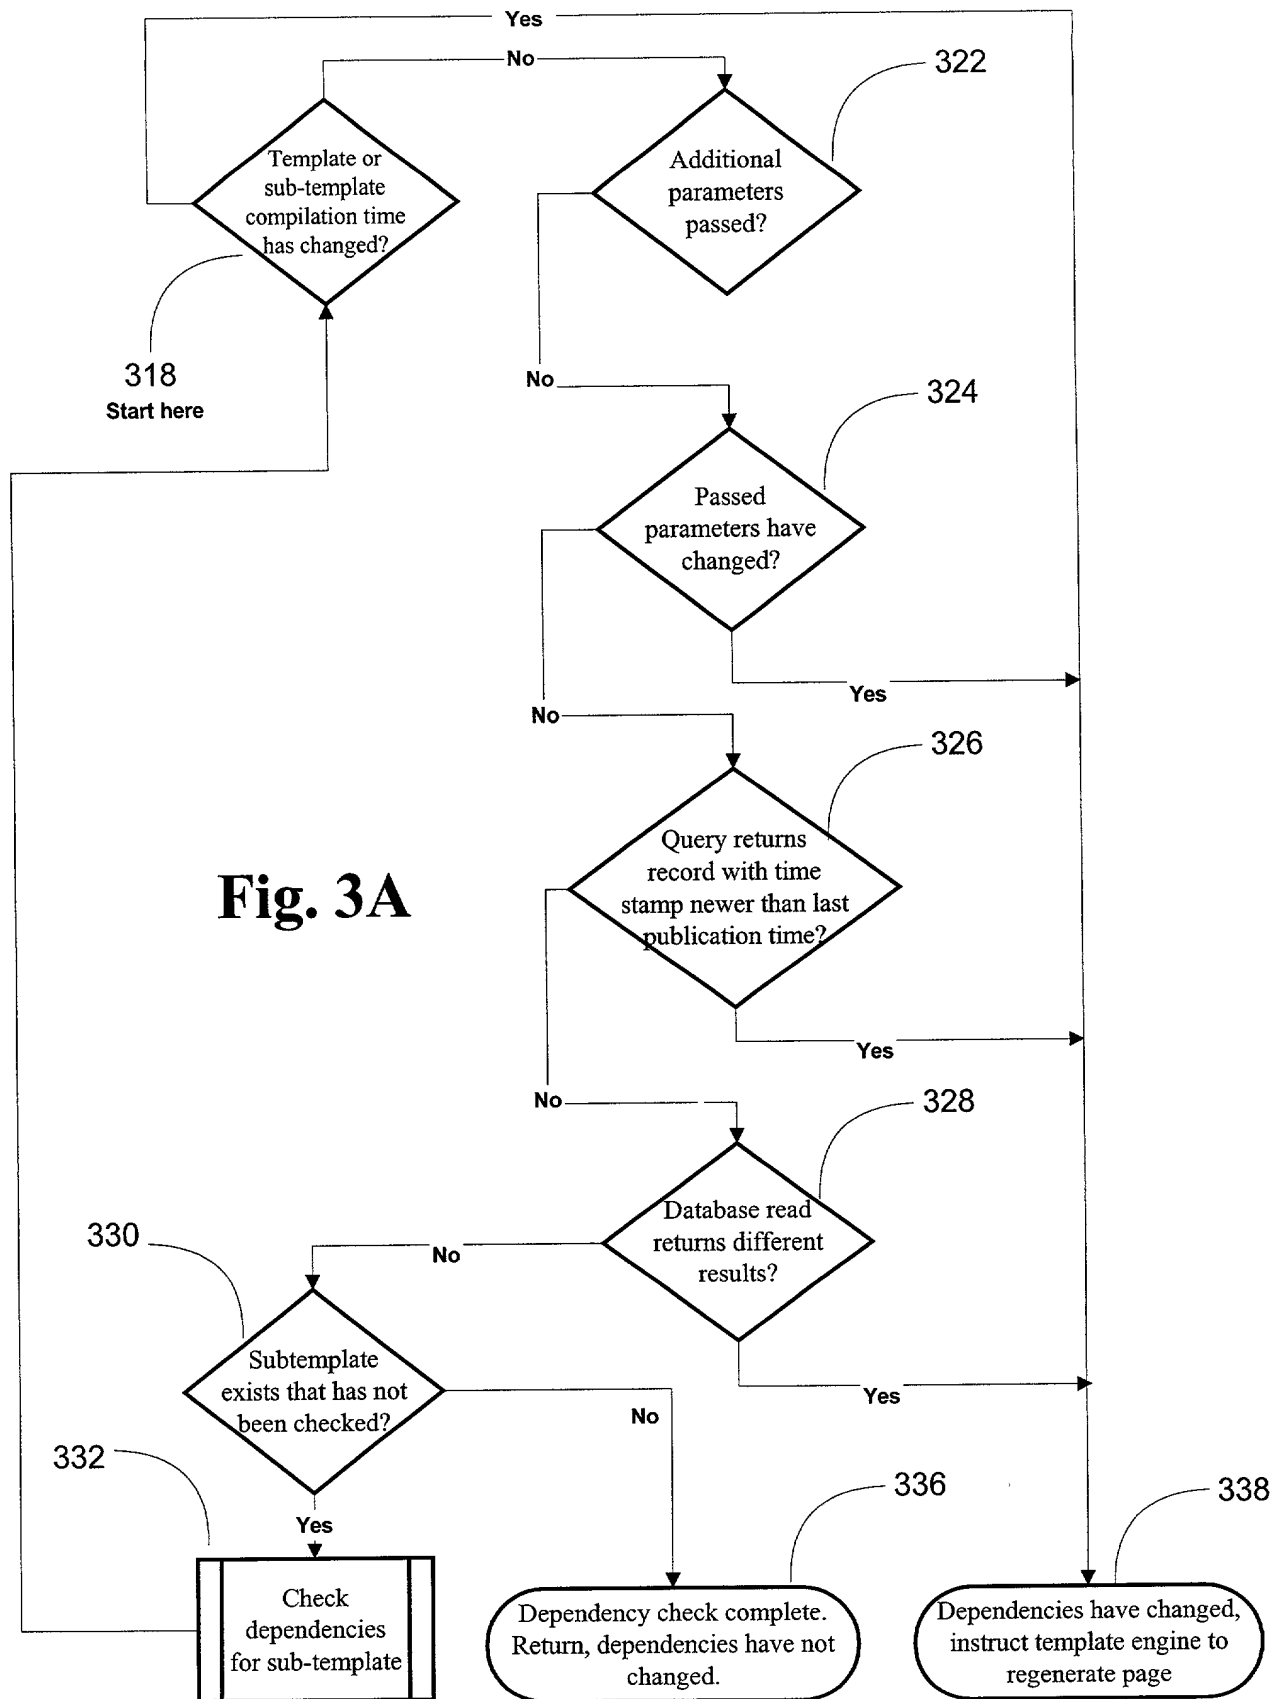 Yes
No
322
Template or
sub-template
compilation time
has changed?
Additional
parameters
passed?
318
Start here
No
324
Passed
parameters have
changed?
Yes
No
326
Query returns
record with time
stamp newer than last
publication time?
Fig. 3A
Yes
No
328
Database read
returns different
results?
330
No
Yes
Subtemplate
exists that has not
been checked?
No
332
336
338
Yes
Check
dependencies
for sub-template
Dependency check complete.
Return, dependencies have not
changed.
Dependencies have changed,
instruct template engine to
regenerate page